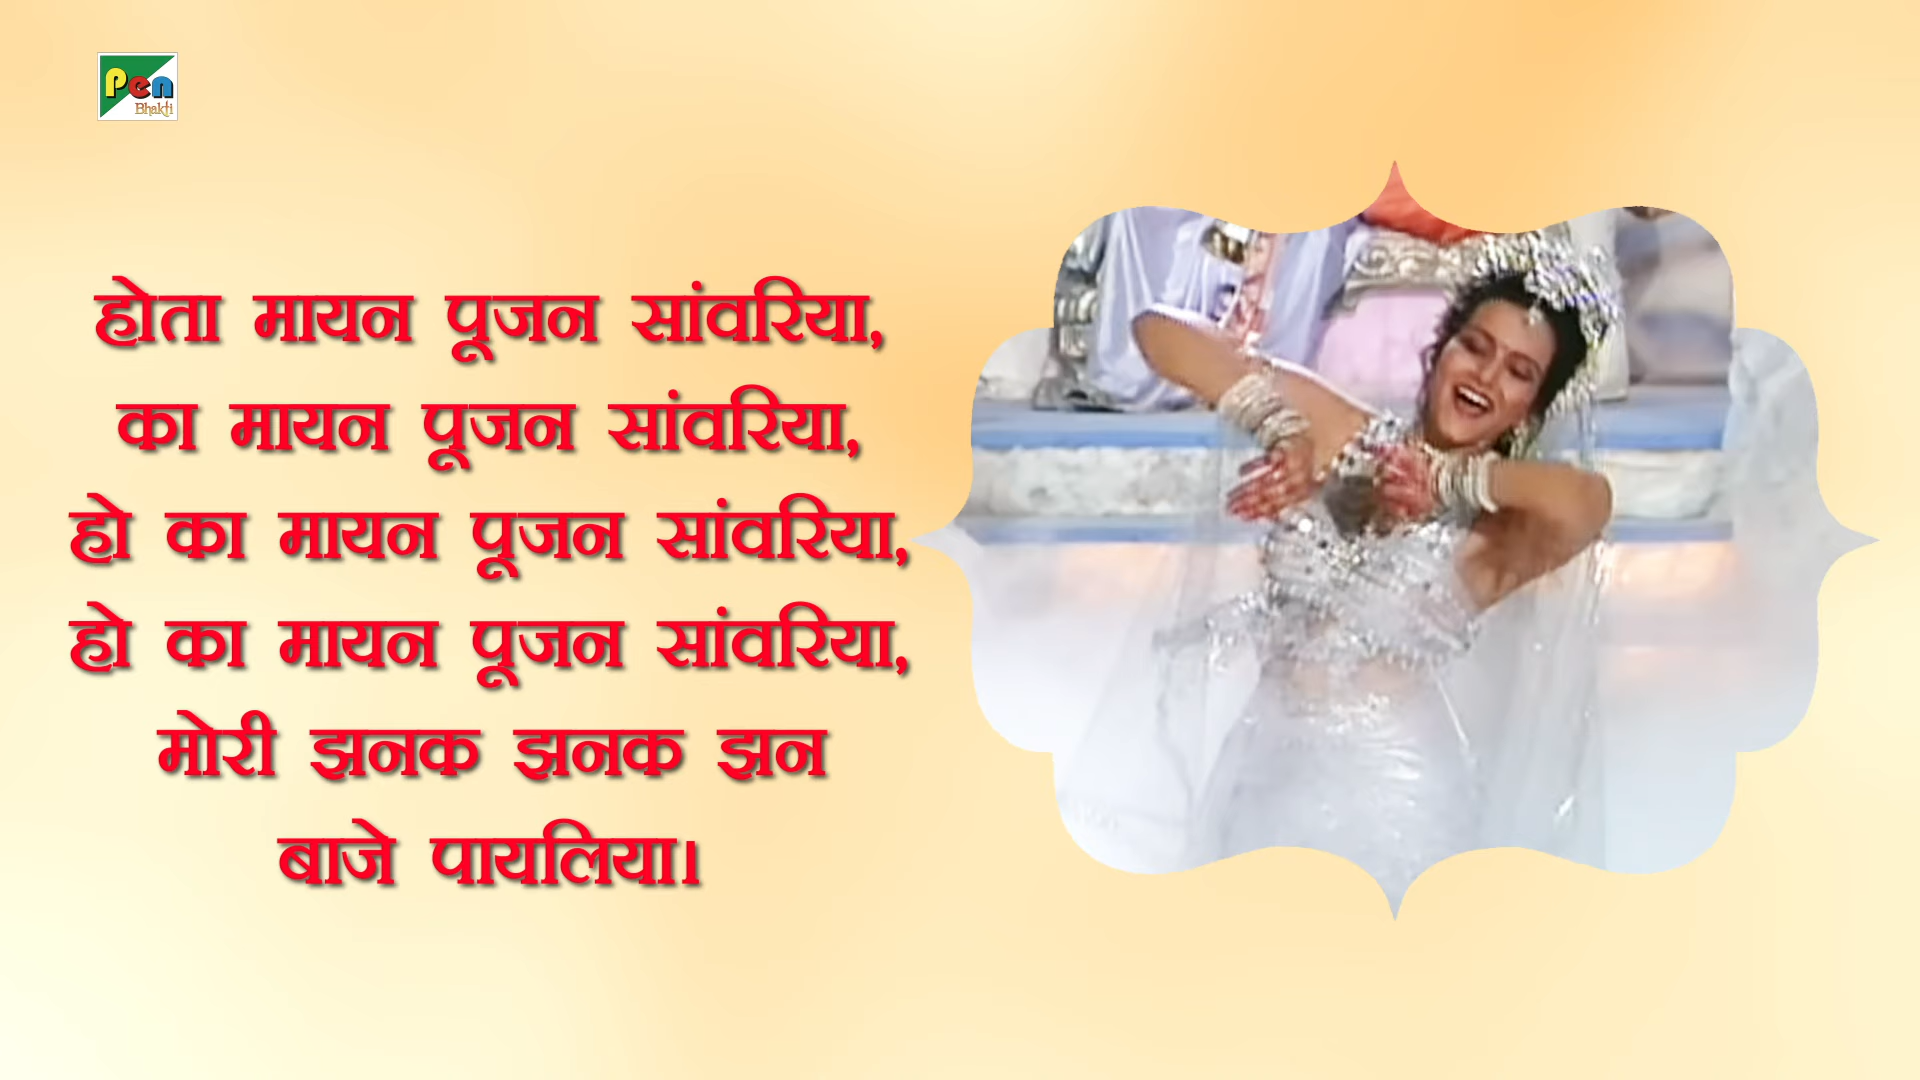 Pen
Bhakti
होता मायन पूजन सांवरिया,
का मायन पूजन सांवरिया,
हो का मायन पूजन सांवरिया,
हो का मायन पूजन सांवरिया,
मोरी झनक झनक झन
बाजे पायलिया।